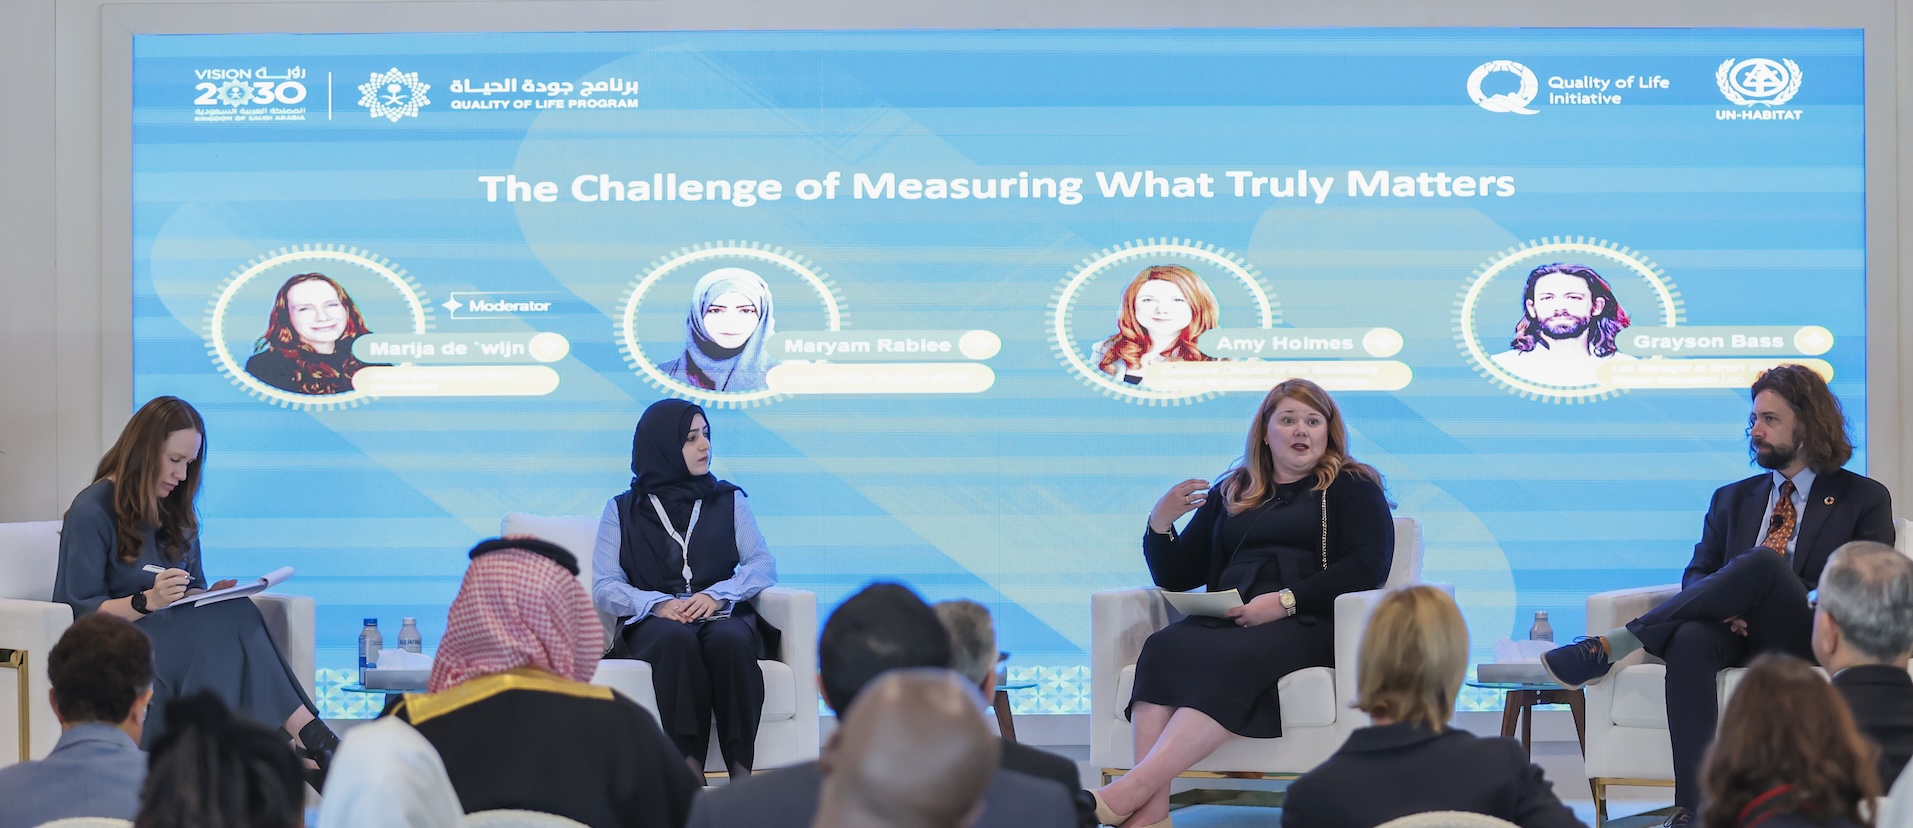 VISION رؤية
2030
المملكة العربية السعودية
KINGDOM OF SAUDI ARABIA
برنامج جودة الحياة
QUALITY OF LIFE PROGRAM
Quality of Life
Initiative
UN-HABITAT
The Challenge of Measuring What Truly Matters
Moderator
Marija de `wijn
Maryam Rablee
Amy Holmes
Grayson Bass